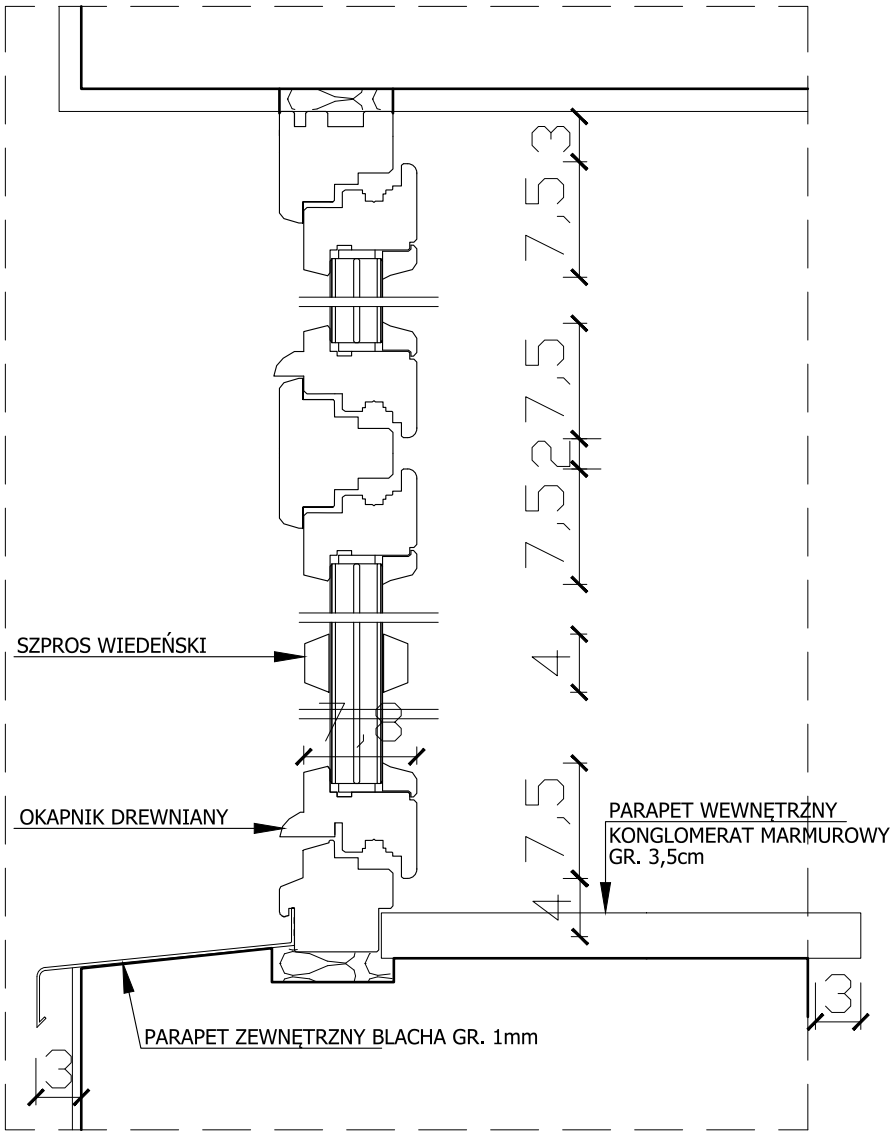 3
7,5
7,5
2
7,5
SZPROS WIEDEŃSKI
4
7,8
7,5
OKAPNIK DREWNIANY
PARAPET WEWNĘTRZNY
KONGLOMERAT MARMUROWY
GR. 3,5cm
4
3
PARAPET ZEWNĘTRZNY BLACHA GR. 1mm
3